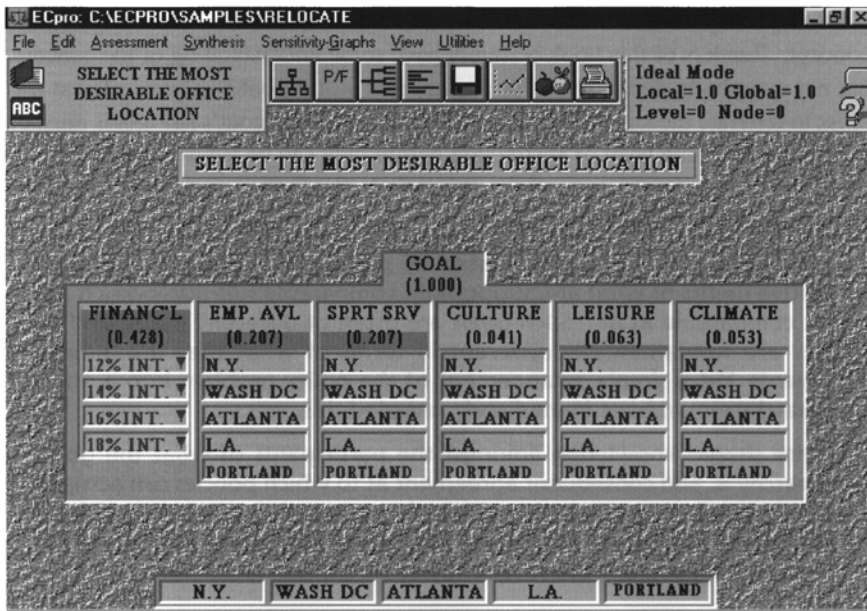 ECpro: C:\ECPRO\SAMPLES\RELOCATE
File Edit Assessment Synthesis Sensitivity-Graphs View Utilities Help
SELECT THE MOST
DESIRABLE OFFICE
LOCATION
ABC
P/F
Ideal Mode
Local=1.0 Global=1.0
Level=0 Node=0
SELECT THE MOST DESIRABLE OFFICE LOCATION
GOAL
(1.000)
FINANC'L EMP. AVL SPRT SRV CULTURE LEISURE CLIMATE
(0.428) (0.207) (0.207) (0.041) (0.063) (0.053)
12% INT. N.Y. N.Y. N.Y. N.Y. N.Y.
14% INT. WASH DC WASH DC WASH DC WASH DC WASH DC
16%INT. ATLANTA ATLANTA ATLANTA ATLANTA ATLANTA
18% INT. L.A. L.A. L.A. L.A. L.A.
PORTLAND PORTLAND PORTLAND PORTLAND PORTLAND
N.Y. WASH DC ATLANTA L.A. PORTLAND